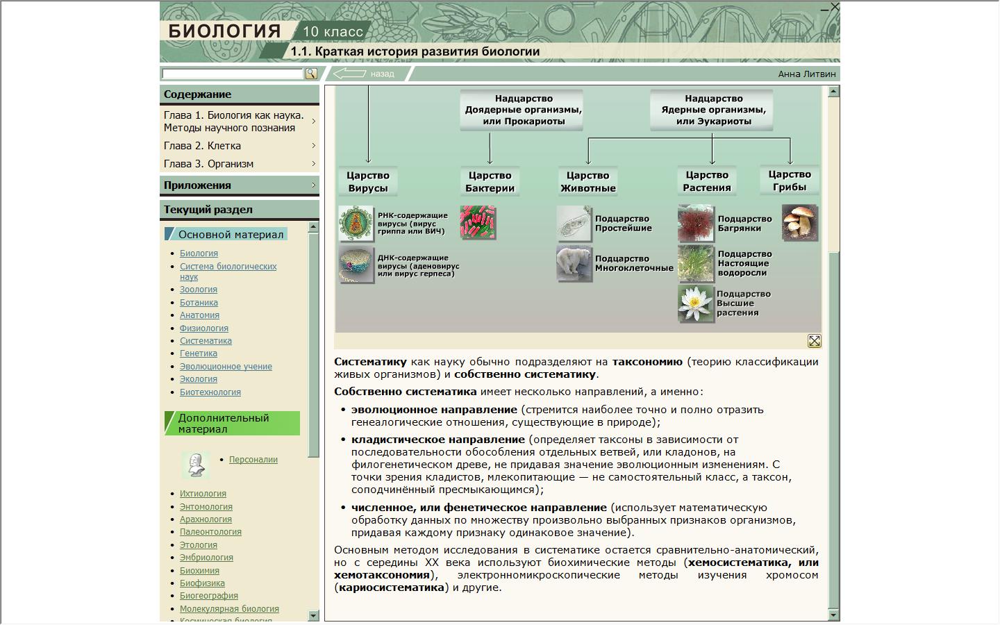 БИОЛОГИЯ 10 класс
1.1. Краткая история развития биологии
назад
Анна Литвин
Содержание
Глава 1. Биология как наука.
Методы научного познания
Глава 2. Клетка
Глава 3. Организм
Приложения
Текущий раздел
Основной материал
Биология
Система биологических
наук
Зоология
Ботаника
Анатомия
Физиология
Систематика
Генетика
Эволюционное учение
Экология
Биотехнология
Дополнительный
материал
Персоналии
Ихтиология
Энтомология
Арахнология
Палеонтология
Этология
Эмбриология
Биохимия
Биофизика
Биогеография
Молекулярная биология
Космическая биология
Надцарство
Доядерные организмы,
или Прокариоты
Надцарство
Ядерные организмы,
или Эукариоты
Царство
Вирусы
Царство
Бактерии
Царство
Животные
Царство
Растения
Царство
Грибы
РНК-содержащие
вирусы (вирус
гриппа или ВИЧ)
ДНК-содержащие
вирусы (аденовирус
или вирус герпеса)
Подцарство
Простейшие
Подцарство
Многоклеточные
Подцарство
Багрянки
Подцарство
Настоящие
водоросли
Подцарство
Высшие
растения
Систематику как науку обычно подразделяют на таксономию (теорию классификации
живых организмов) и собственно систематику.
Собственно систематика имеет несколько направлений, а именно:
• эволюционное направление (стремится наиболее точно и полно отразить
генеалогические отношения, существующие в природе);
• кладистическое направление (определяет таксоны в зависимости от
последовательности обособления отдельных ветвей, или кладонов, на
филогенетическом древе, не придавая значение эволюционным изменениям. С
точки зрения кладистов, млекопитающие — не самостоятельный класс, а таксон,
соподчинённый пресмыкающимся);
• численное, или фенетическое направление (использует математическую
обработку данных по множеству произвольно выбранных признаков организмов,
придавая каждому признаку одинаковое значение).
Основным методом исследования в систематике остается сравнительно-анатомический,
но с середины XX века используют биохимические методы (хемосистематика, или
хемотаксономия), электронномикроскопические методы изучения хромосом
(кариосистематика) и другие.